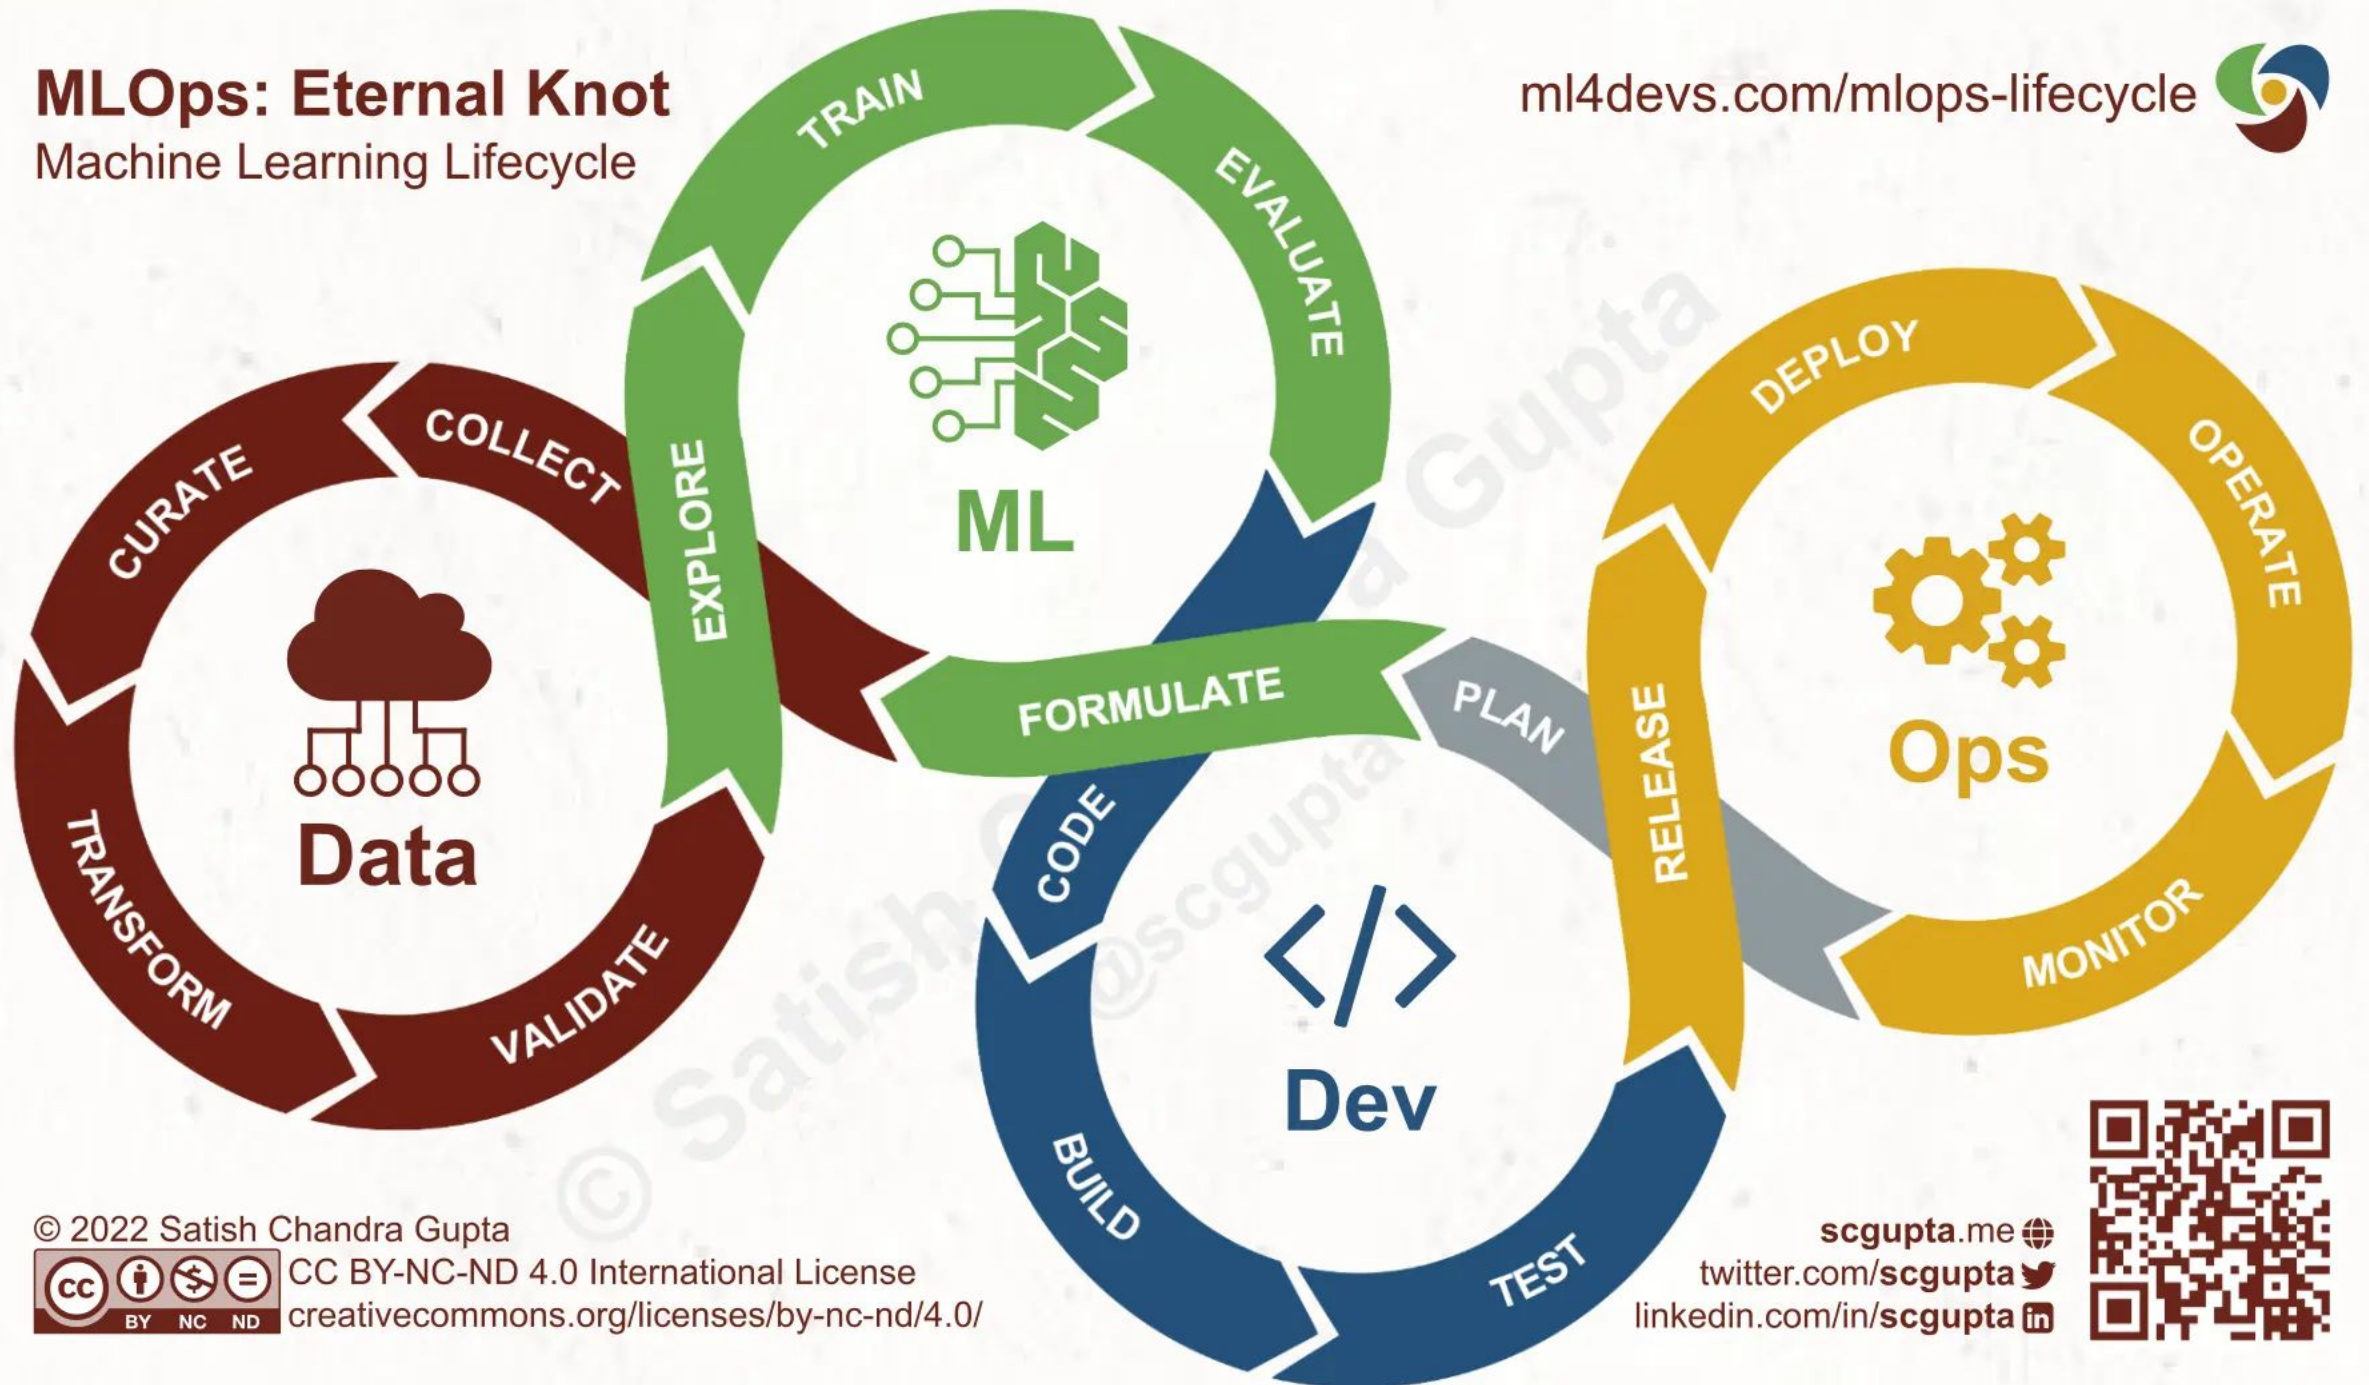 MLOps: Eternal Knot
Machine Learning Lifecycle
ml4devs.com/mlops-lifecycle
TRAIN
EVALUATE
EXPLORE
FORMULATE
ML
COLLECT
CURATE
TRANSFORM
VALIDATE
Data
PLAN
CODE
BUILD
TEST
Dev
RELEASE
DEPLOY
OPERATE
MONITOR
Ops
© Satish C a Gupta
@scgupta
© 2022 Satish Chandra Gupta
cc
BY NC ND
CC BY-NC-ND 4.0 International License
creativecommons.org/licenses/by-nc-nd/4.0/
scgupta.me
twitter.com/scgupta
linkedin.com/in/scgupta
in